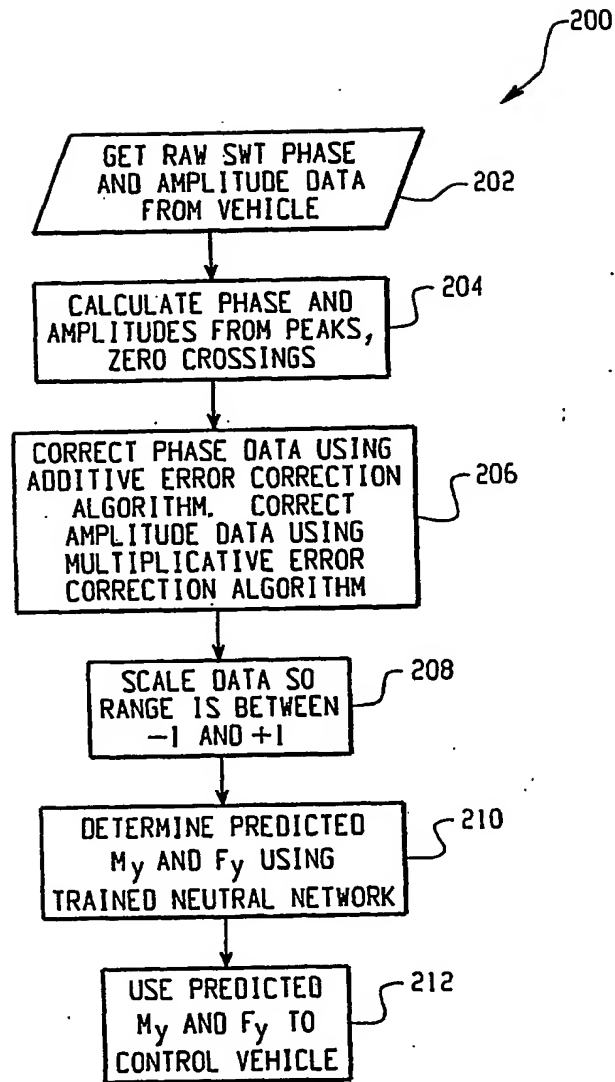 200
GET RAW SWT PHASE
AND AMPLITUDE DATA
FROM VEHICLE
202
CALCULATE PHASE AND
AMPLITUDES FROM PEAKS,
ZERO CROSSINGS
204
CORRECT PHASE DATA USING
ADDITIVE ERROR CORRECTION
ALGORITHM. CORRECT
AMPLITUDE DATA USING
MULTIPLICATIVE ERROR
CORRECTION ALGORITHM
206
SCALE DATA SO
RANGE IS BETWEEN
-1 AND +1
208
DETERMINE PREDICTED
My AND Fy USING
TRAINED NEUTRAL NETWORK
210
USE PREDICTED
My AND Fy TO
CONTROL VEHICLE
212